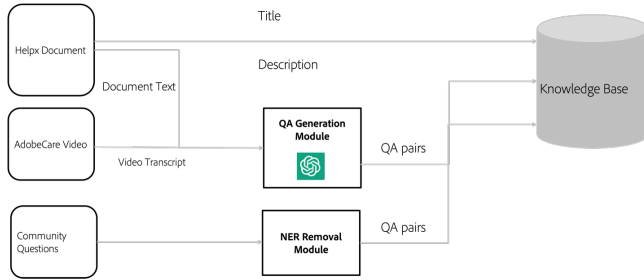 Title
Helpx Document
Description
Document Text
Knowledge Base
QA Generation
Module
AdobeCare Video
QA pairs
Video Transcript
QA pairs
Community
Questions
NER Removal
Module